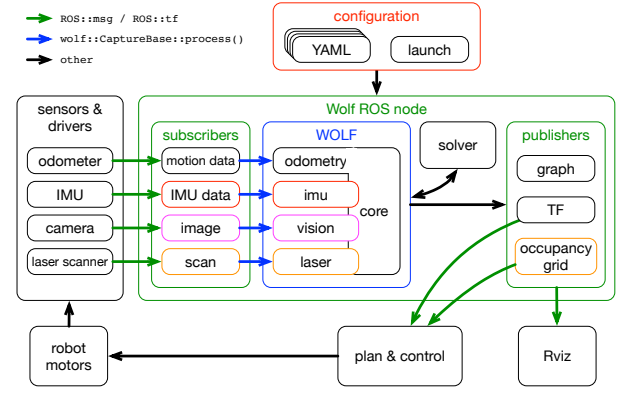 ROS::msg / ROS::tf
wolf::CaptureBase::process()
other
configuration
YAML
launch
sensors &
drivers
odometer
IMU
camera
laser scanner
Wolf ROS node
subscribers
motion data
IMU data
image
scan
WOLF
odometry
imu
vision
laser
core
solver
publishers
graph
TF
occupancy
grid
robot
motors
plan & control
Rviz